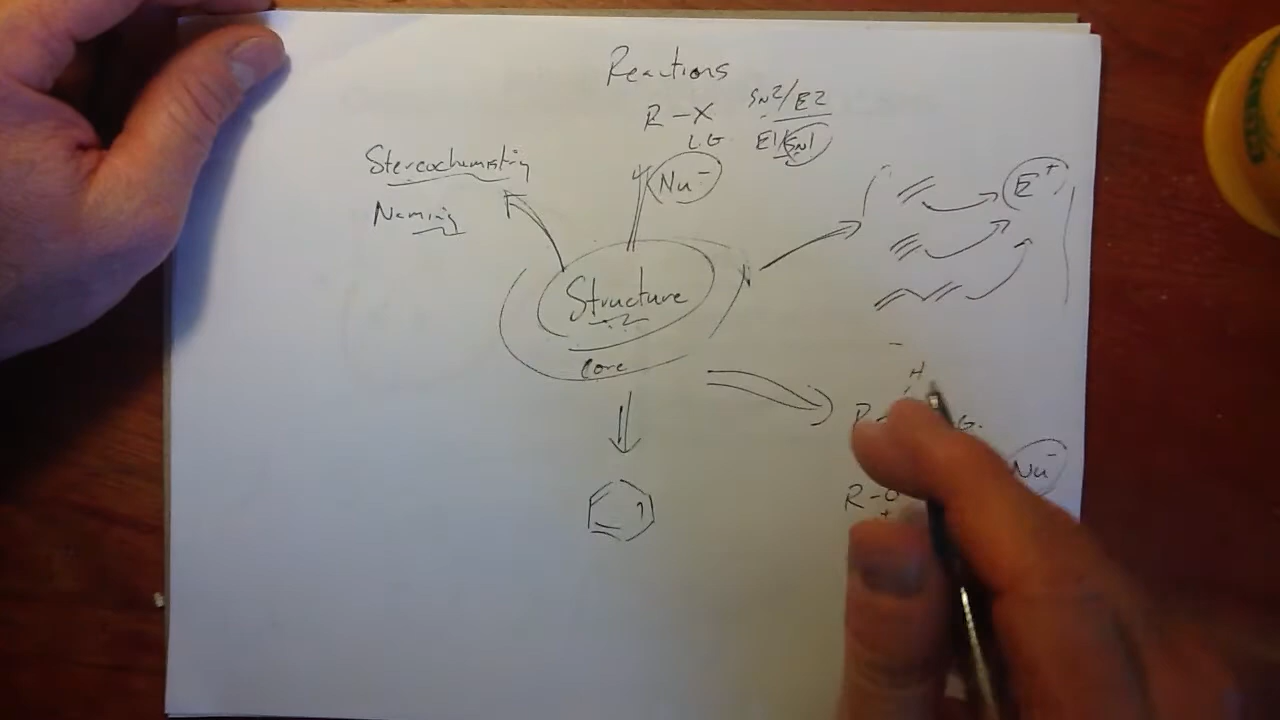 Reactions
R-X SN2/E2
L.G. E1/SN1
Stereochemistry
Nu-
E+
Naming
Structure
core
H
R- G.
Nu-
R-O
+